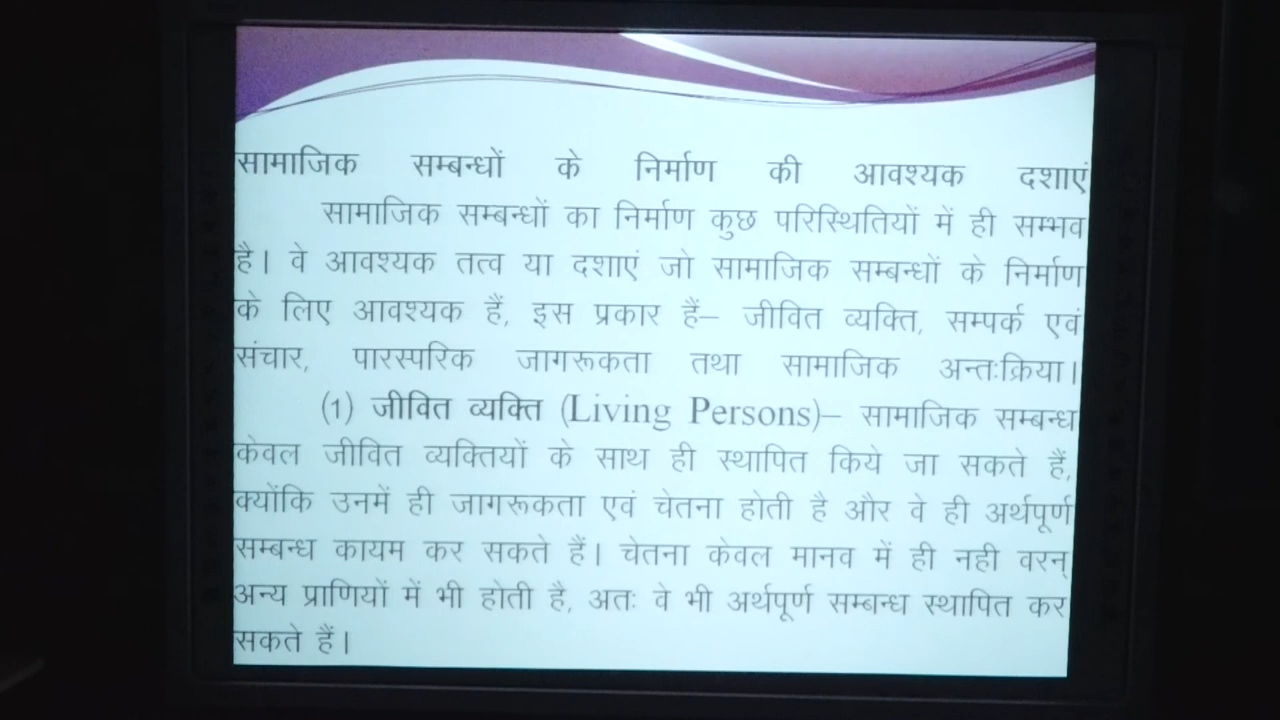 सामाजिक सम्बन्धों के निर्माण की आवश्यक दशाएं
सामाजिक सम्बन्धों का निर्माण कुछ परिस्थितियों में ही सम्भव
है। वे आवश्यक तत्व या दशाएं जो सामाजिक सम्बन्धों के निर्माण
के लिए आवश्यक हैं, इस प्रकार हैं– जीवित व्यक्ति, सम्पर्क एवं
संचार, पारस्परिक जागरूकता तथा सामाजिक अन्तःक्रिया।
(1) जीवित व्यक्ति (Living Persons)– सामाजिक सम्बन्ध
केवल जीवित व्यक्तियों के साथ ही स्थापित किये जा सकते हैं,
क्योंकि उनमें ही जागरूकता एवं चेतना होती है और वे ही अर्थपूर्ण
सम्बन्ध कायम कर सकते हैं। चेतना केवल मानव में ही नही वरन्
अन्य प्राणियों में भी होती है, अतः वे भी अर्थपूर्ण सम्बन्ध स्थापित कर
सकते हैं।